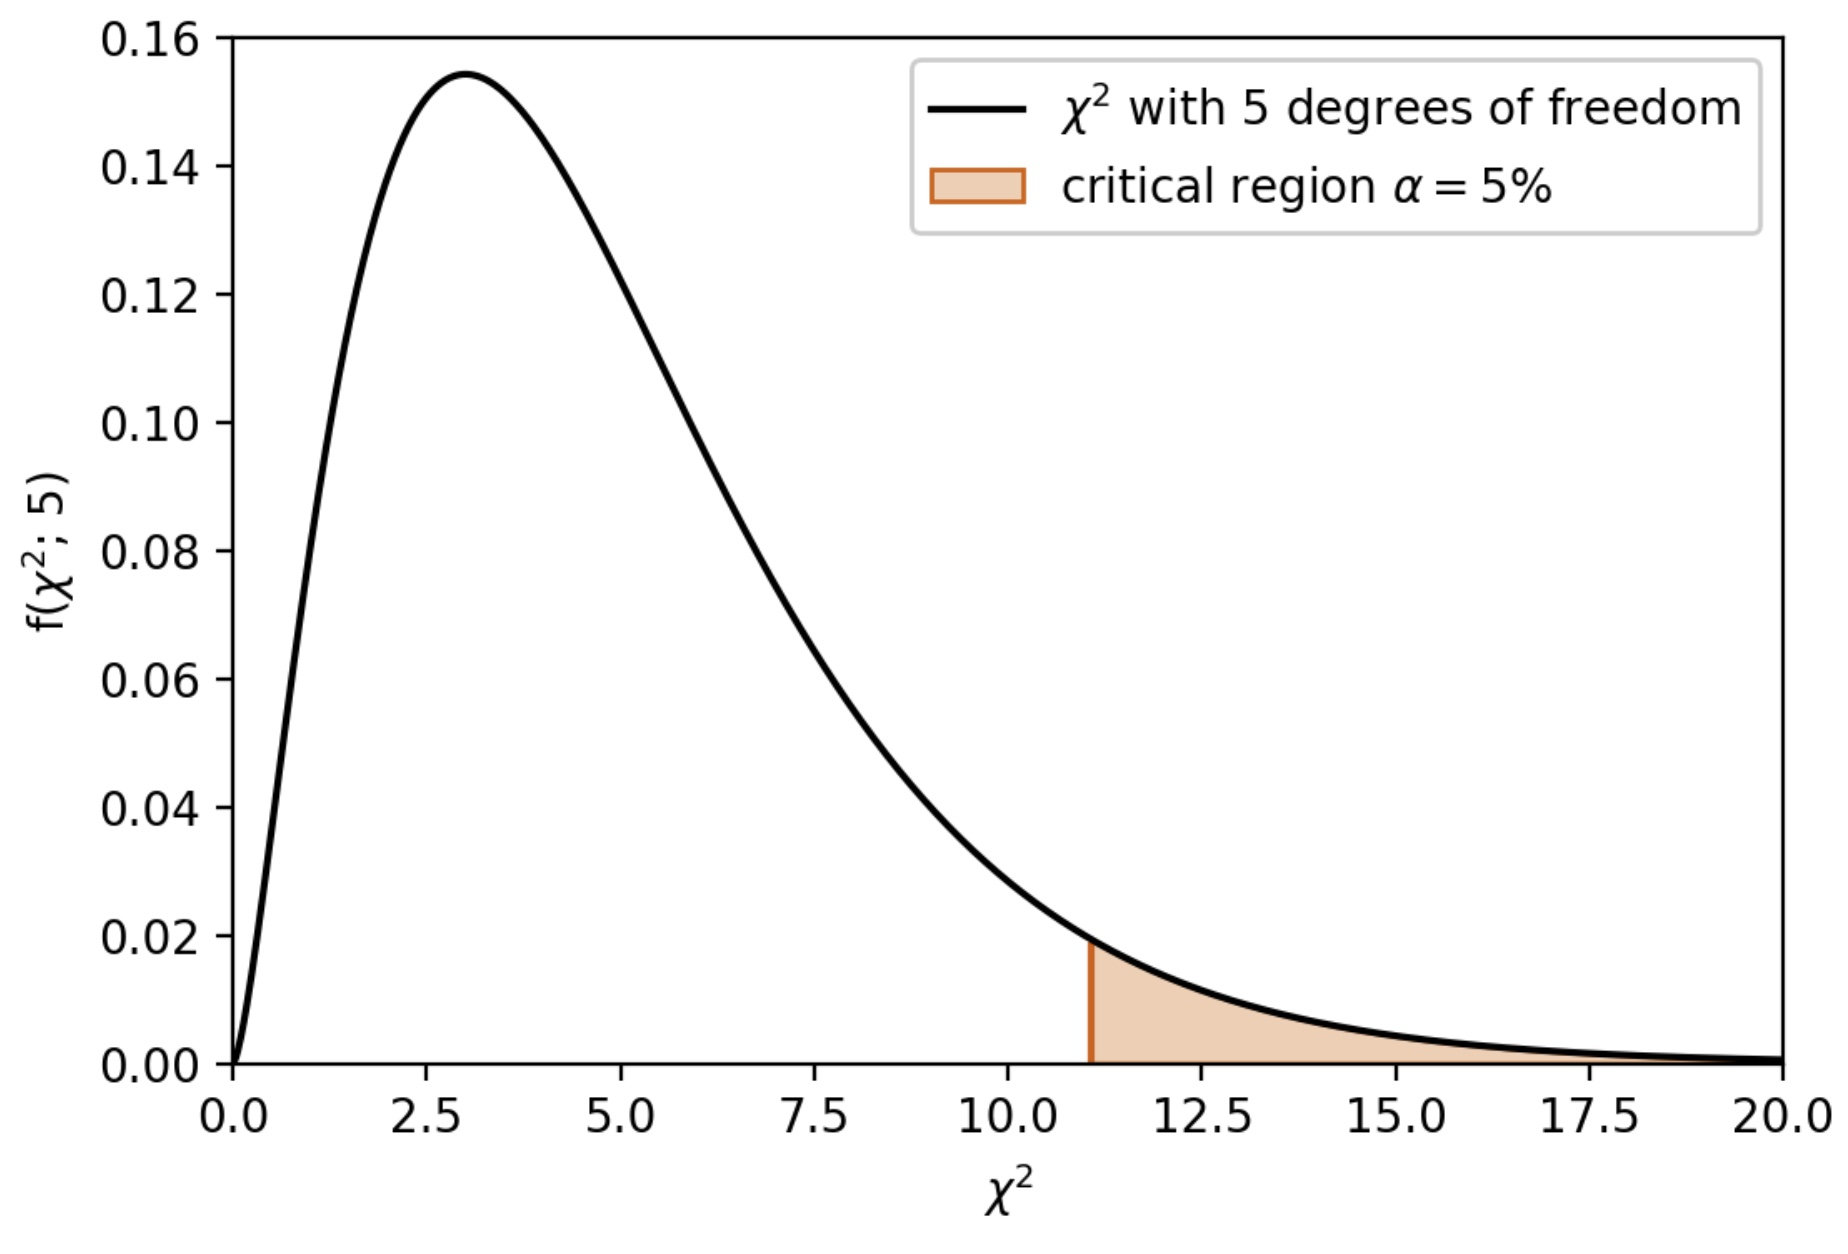 0.16
0.14
0.12
0.10
0.08
0.06
0.04
0.02
0.00
f(χ²; 5)
χ² with 5 degrees of freedom
critical region α = 5%
0.0 2.5 5.0 7.5 10.0 12.5 15.0 17.5 20.0
χ²